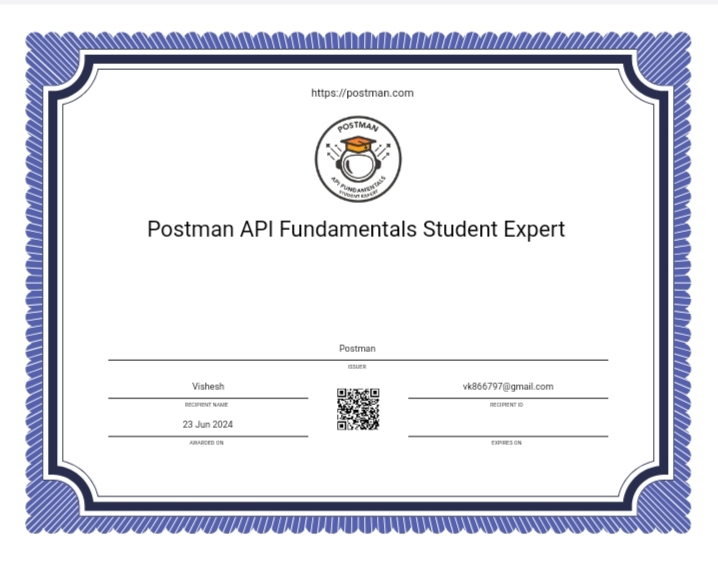 https://postman.com
POSTMAN
API FUNDAMENTALS
STUDENT EXPERT
Postman API Fundamentals Student Expert
Postman
ISSUER
Vishesh
RECIPIENT NAME
vk866797@gmail.com
RECIPIENT ID
23 Jun 2024
AWARDED ON
EXPIRES ON